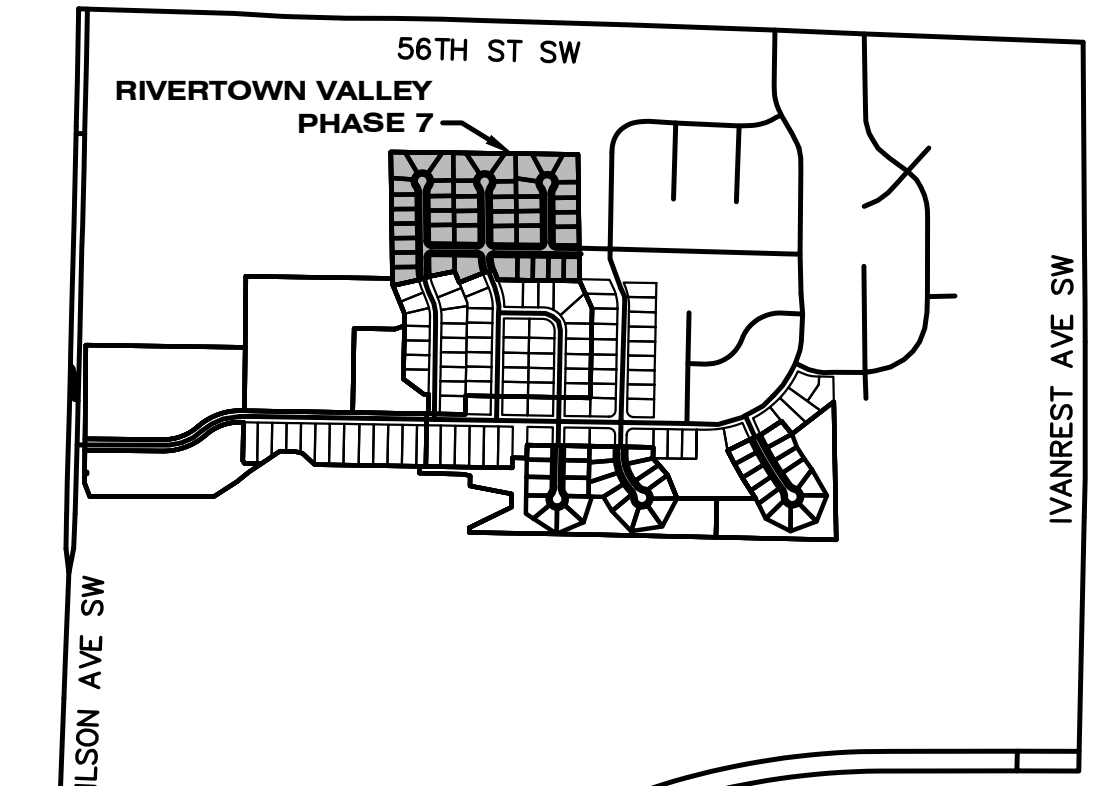 56TH ST SW
RIVERTOWN VALLEY
PHASE 7
IVANREST AVE SW
ILSON AVE SW